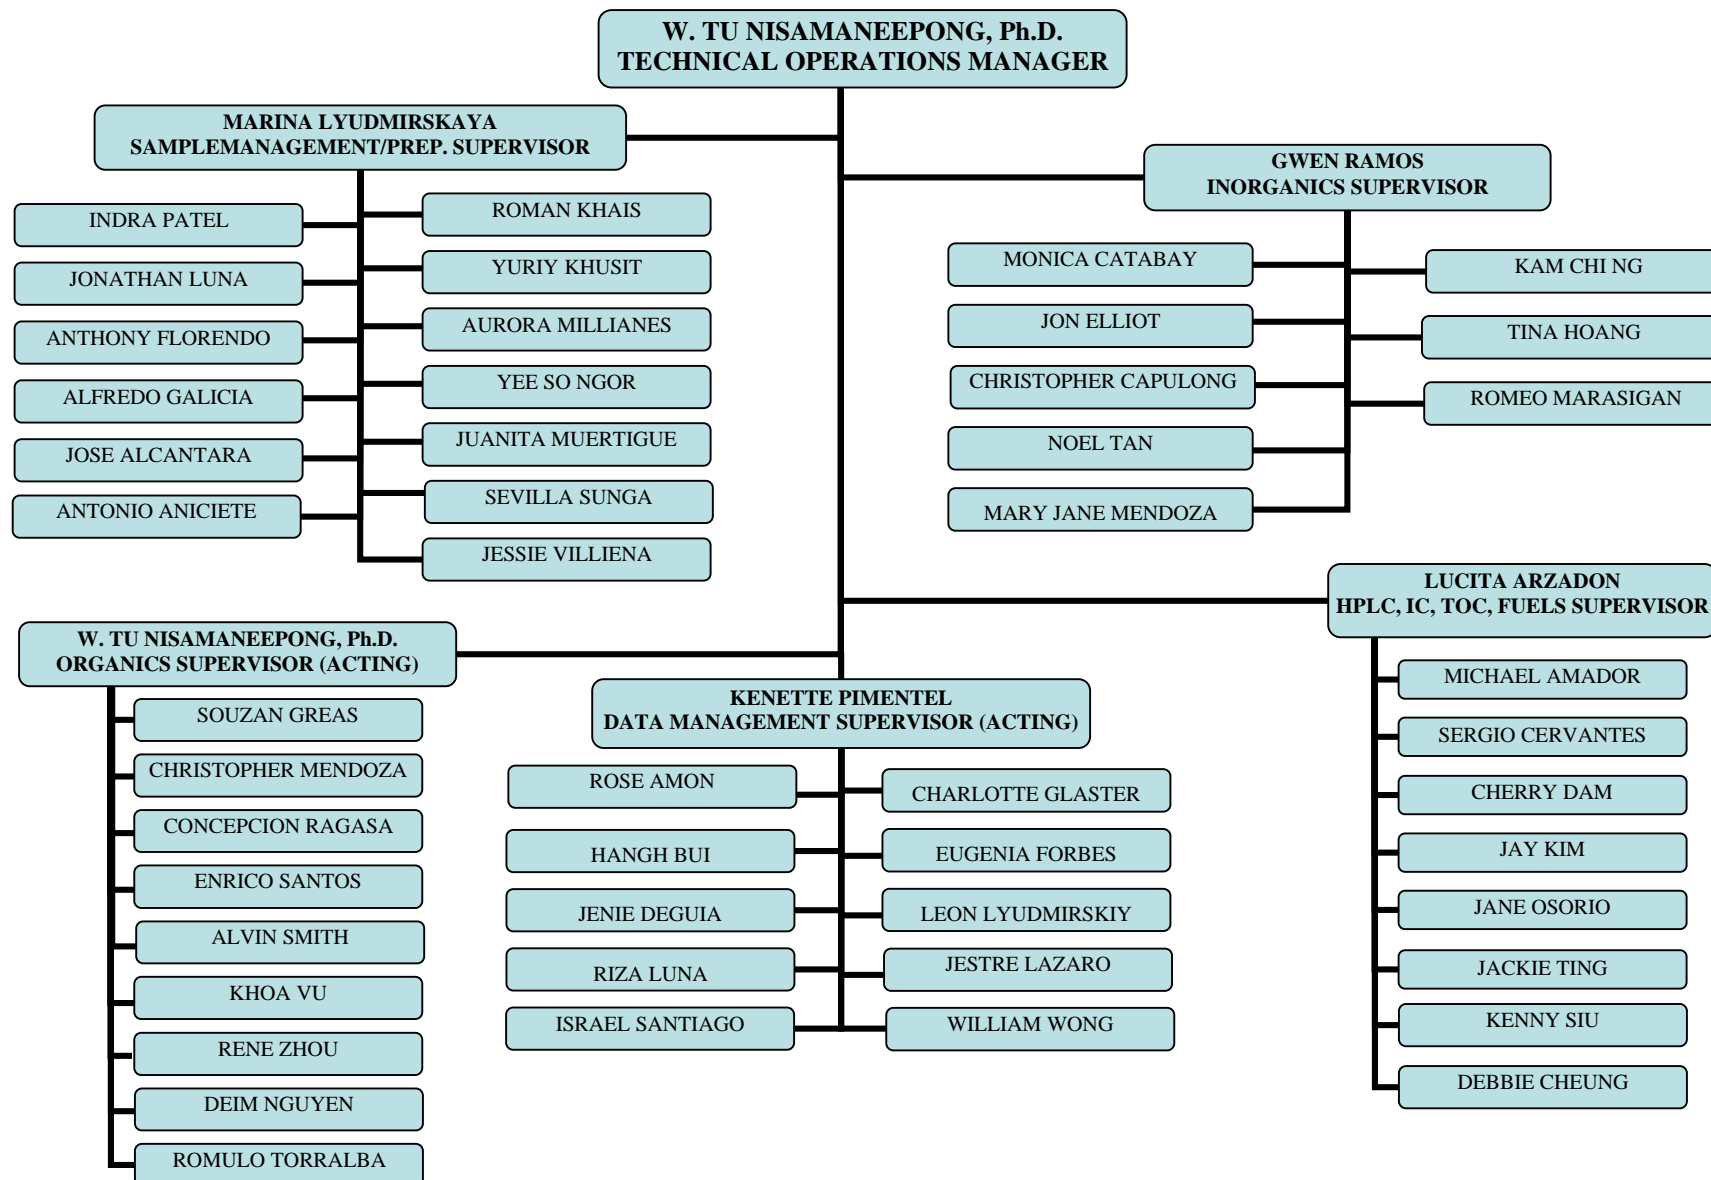 W. TU NISAMANEEPONG, Ph.D.
TECHNICAL OPERATIONS MANAGER
MARINA LYUDMIRSKAYA
SAMPLEMANAGEMENT/PREP. SUPERVISOR
INDRA PATEL
JONATHAN LUNA
ANTHONY FLORENDO
ALFREDO GALICIA
JOSE ALCANTARA
ANTONIO ANICIETE
ROMAN KHAIS
YURIY KHUSIT
AURORA MILLIANES
YEE SO NGOR
JUANITA MUERTIGUE
SEVILLA SUNGA
JESSIE VILLIENA
GWEN RAMOS
INORGANICS SUPERVISOR
MONICA CATABAY
JON ELLIOT
CHRISTOPHER CAPULONG
NOEL TAN
MARY JANE MENDOZA
KAM CHI NG
TINA HOANG
ROMEO MARASIGAN
W. TU NISAMANEEPONG, Ph.D.
ORGANICS SUPERVISOR (ACTING)
SOUZAN GREAS
CHRISTOPHER MENDOZA
CONCEPCION RAGASA
ENRICO SANTOS
ALVIN SMITH
KHOA VU
RENE ZHOU
DEIM NGUYEN
ROMULO TORRALBA
KENETTE PIMENTEL
DATA MANAGEMENT SUPERVISOR (ACTING)
ROSE AMON
HANGH BUI
JENIE DEGUIA
RIZA LUNA
ISRAEL SANTIAGO
CHARLOTTE GLASTER
EUGENIA FORBES
LEON LYUDMIRSKIY
JESTRE LAZARO
WILLIAM WONG
LUCITA ARZADON
HPLC, IC, TOC, FUELS SUPERVISOR
MICHAEL AMADOR
SERGIO CERVANTES
CHERRY DAM
JAY KIM
JANE OSORIO
JACKIE TING
KENNY SIU
DEBBIE CHEUNG